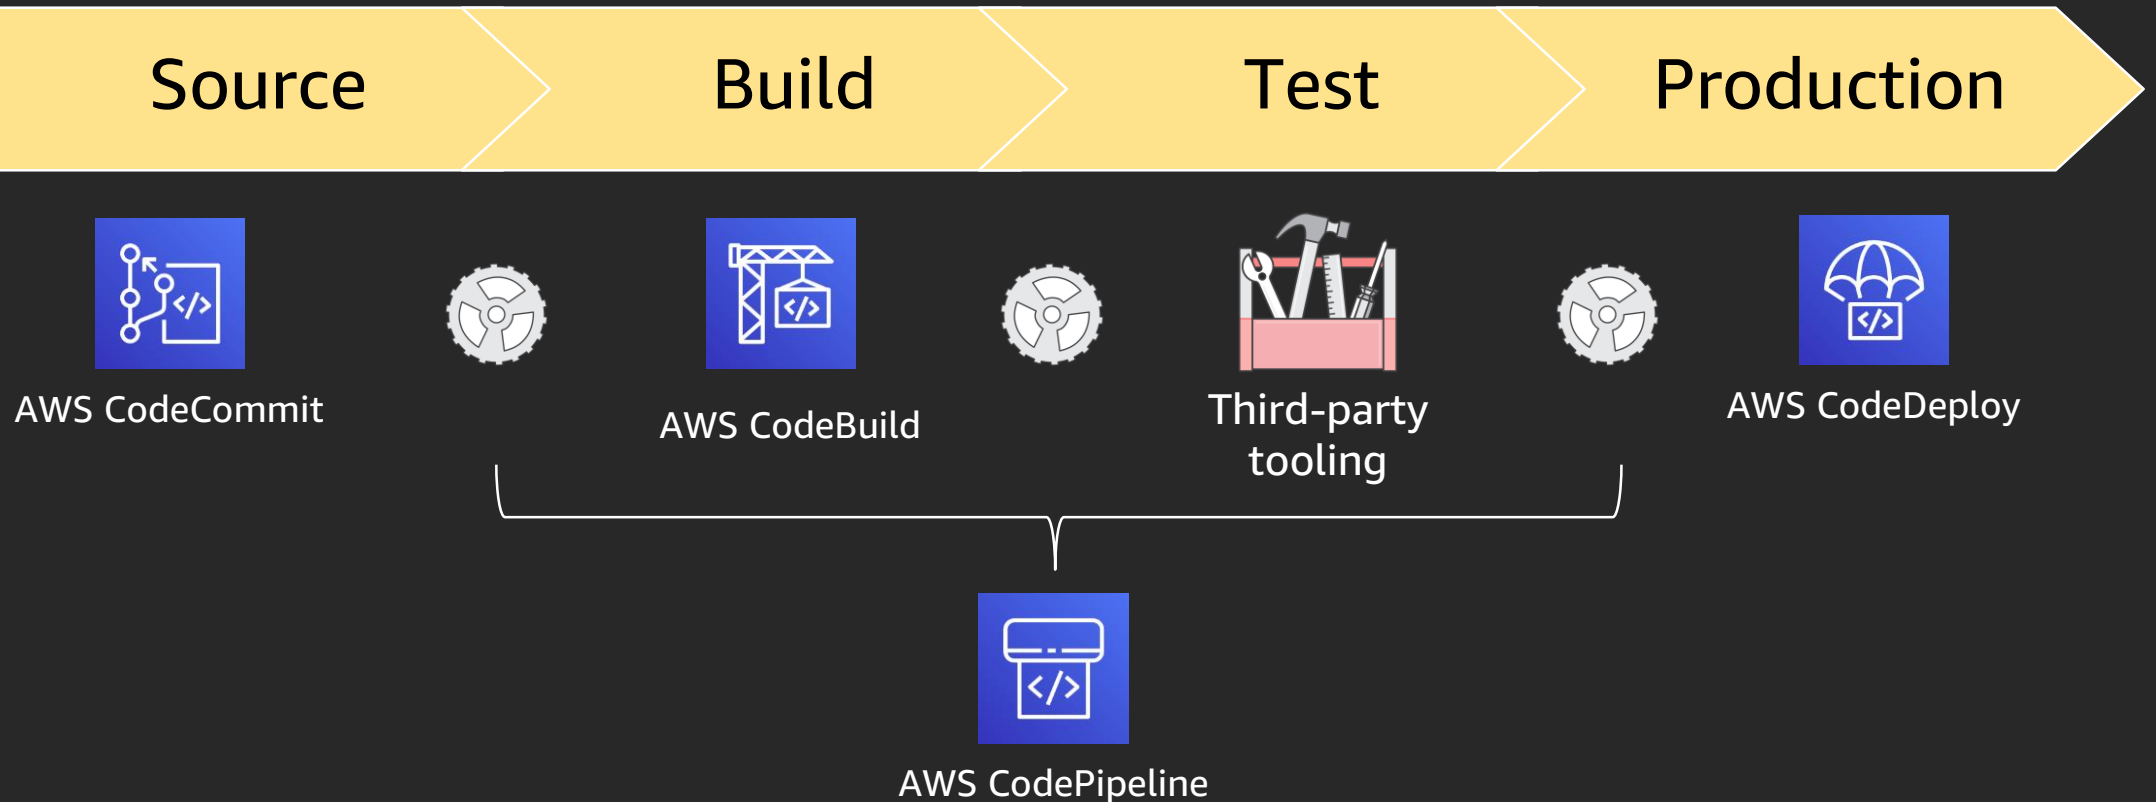 Source
Build
Test
Production
AWS CodeCommit
</>
AWS CodeBuild
</>
Third-party
tooling
AWS CodeDeploy
</>
</>
AWS CodePipeline
</>